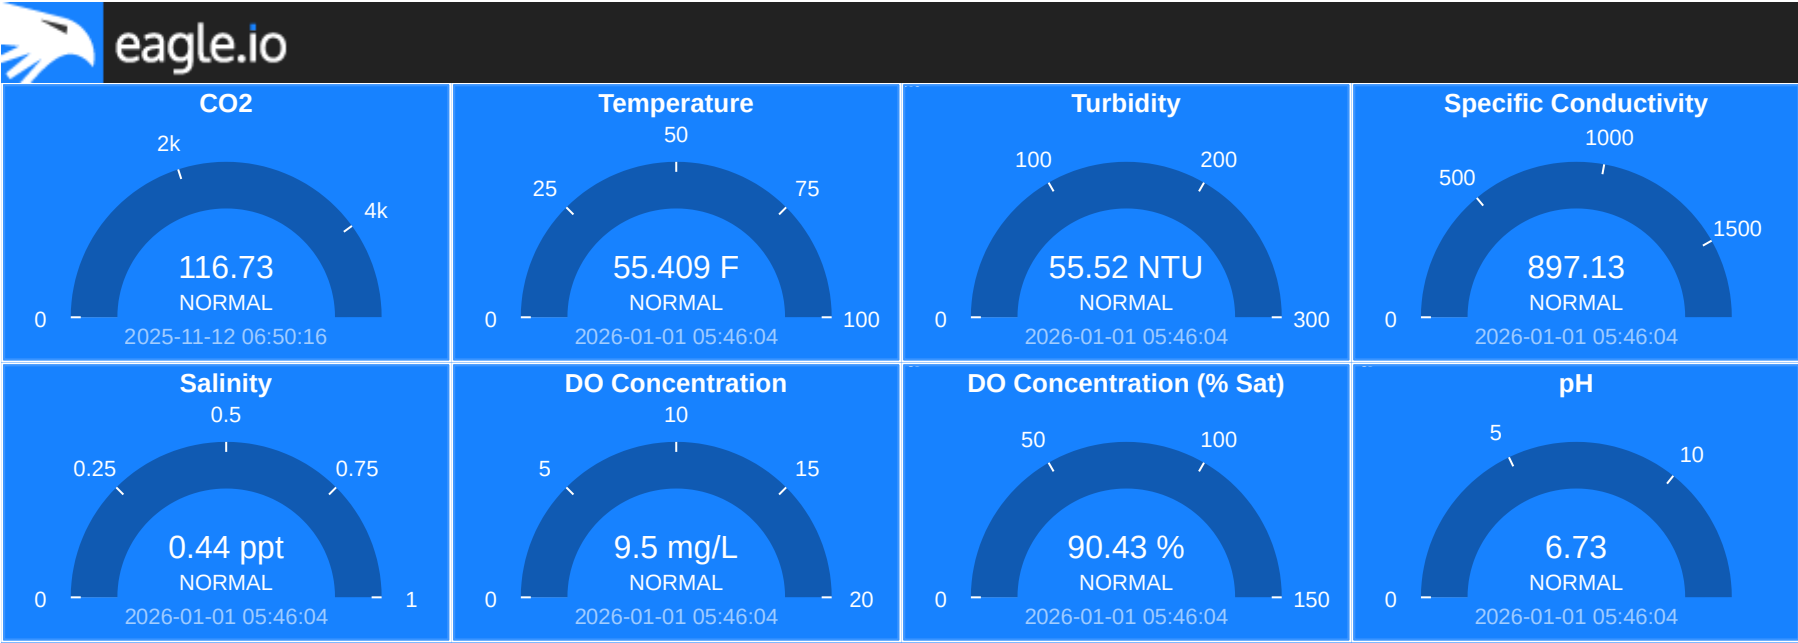 eagle.io
CO2
2k
4k
116.73
NORMAL
0
2025-11-12 06:50:16
Temperature
50
25
75
55.409 F
NORMAL
0
100
2026-01-01 05:46:04
Turbidity
100
200
55.52 NTU
NORMAL
0
300
2026-01-01 05:46:04
Specific Conductivity
1000
500
1500
897.13
NORMAL
0
2026-01-01 05:46:04
Salinity
0.5
0.25
0.75
0.44 ppt
NORMAL
0
1
2026-01-01 05:46:04
DO Concentration
10
5
15
9.5 mg/L
NORMAL
0
20
2026-01-01 05:46:04
DO Concentration (% Sat)
50
100
90.43 %
NORMAL
0
150
2026-01-01 05:46:04
pH
5
10
6.73
NORMAL
0
2026-01-01 05:46:04